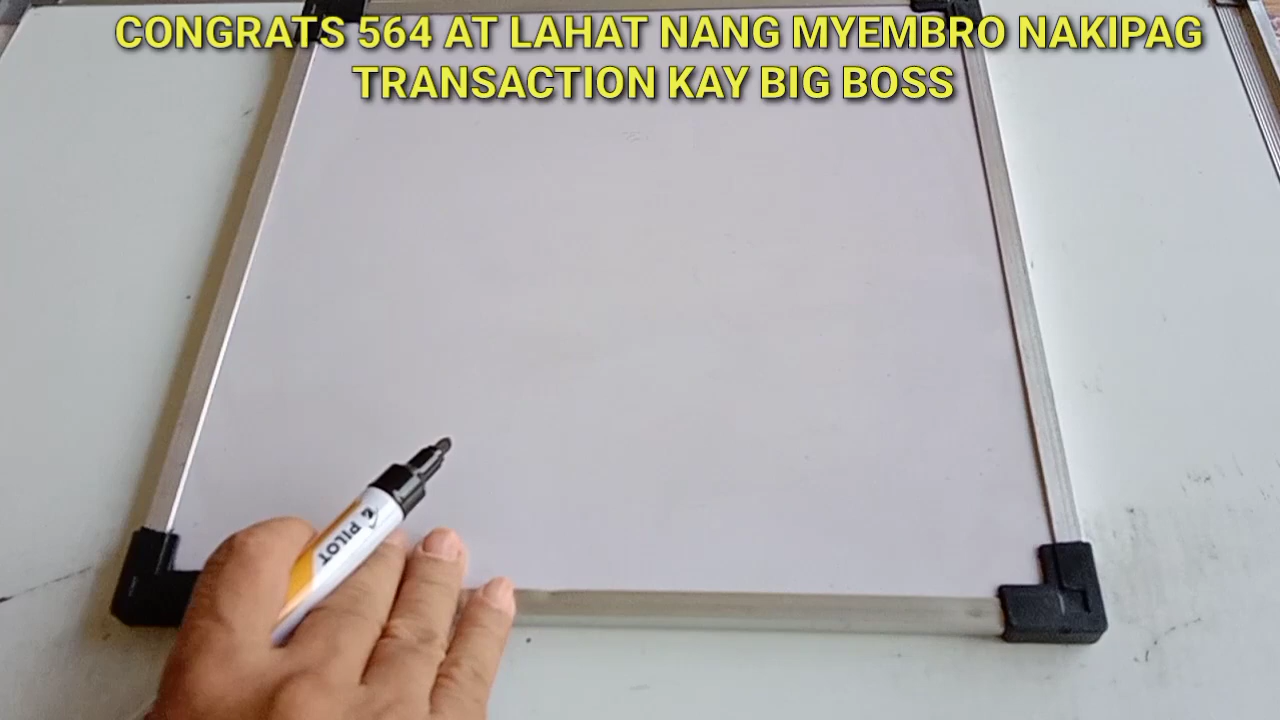 CONGRATS 564 AT LAHAT NANG MYEMBRO NAKIPAG
TRANSACTION KAY BIG BOSS
PILOT